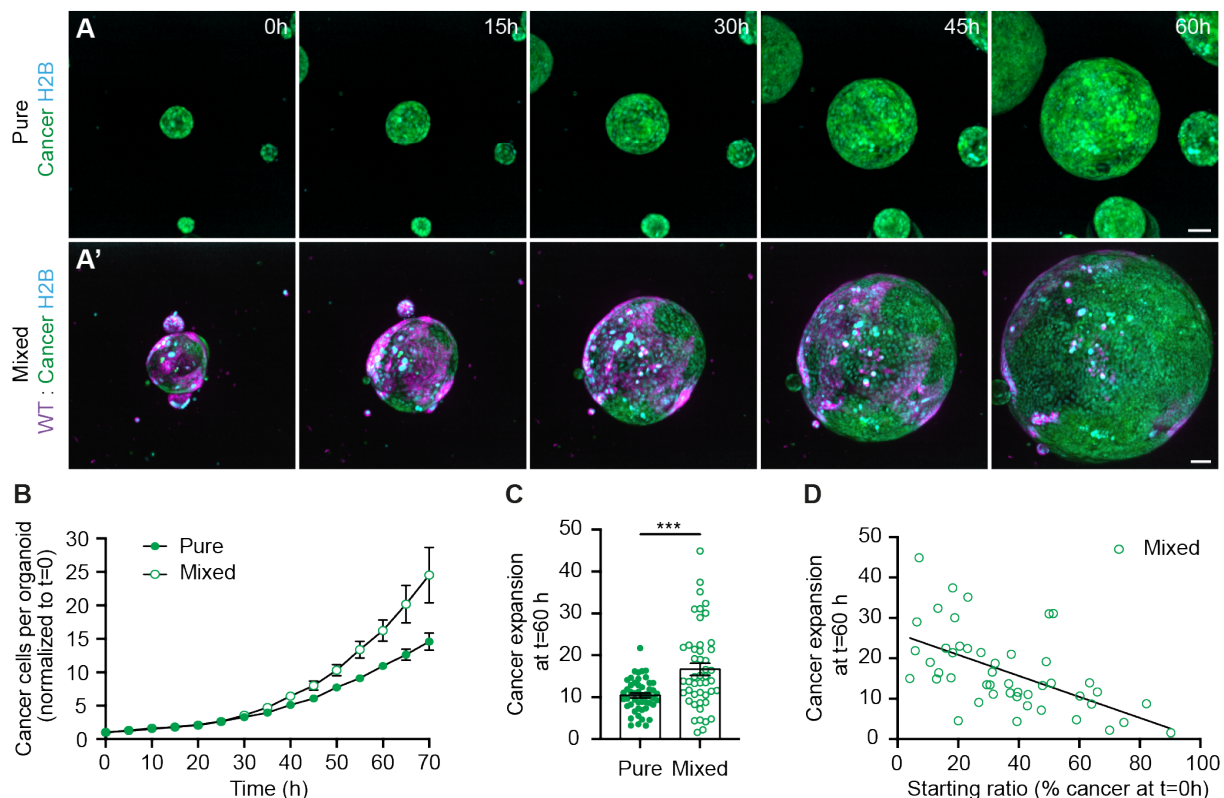 A
0h
15h
30h
45h
60h
Pure
Cancer H2B
A'
Mixed
WT : Cancer H2B
B
Cancer cells per organoid
(normalized to t=0)
30
25
20
15
10
5
0
Pure
Mixed
0 10 20 30 40 50 60 70
Time (h)
C
Cancer expansion
at t=60 h
50
40
30
20
10
0
***
Pure Mixed
D
Cancer expansion
at t=60 h
50
40
30
20
10
0
Mixed
0 20 40 60 80 100
Starting ratio (% cancer at t=0h)